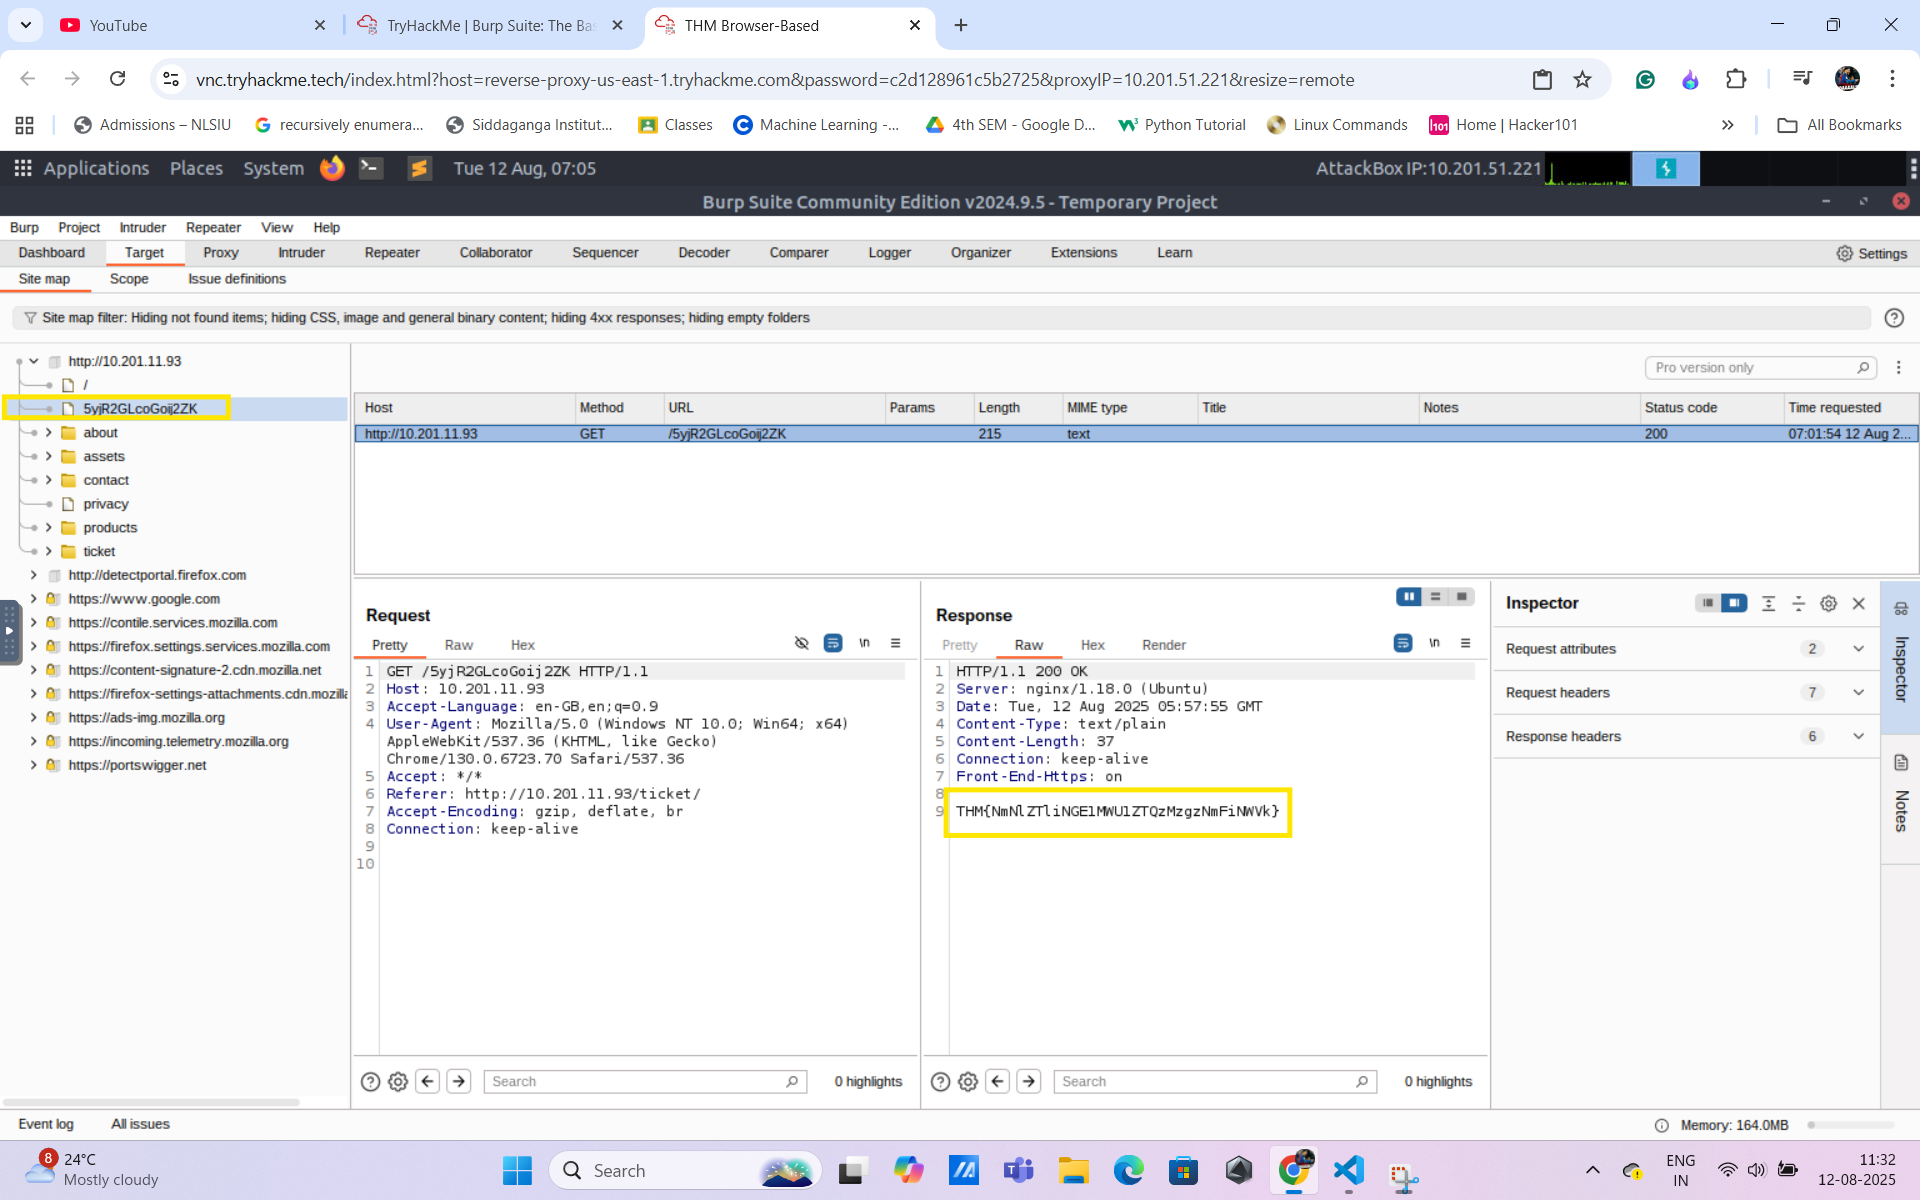 YouTube
TryHackMe | Burp Suite: The Bas
THM Browser-Based
vnc.tryhackme.tech/index.html?host=reverse-proxy-us-east-1.tryhackme.com&password=c2d128961c5b2725&proxyIP=10.201.51.221&resize=remote
Admissions – NLSIU
recursively enumera...
Siddaganga Institut...
Classes
Machine Learning -...
4th SEM - Google D...
Python Tutorial
Linux Commands
Home | Hacker101
All Bookmarks
Applications Places System
Tue 12 Aug, 07:05
AttackBox IP:10.201.51.221
Burp Suite Community Edition v2024.9.5 - Temporary Project
Burp Project Intruder Repeater View Help
Dashboard Target Proxy Intruder Repeater Collaborator Sequencer Decoder Comparer Logger Organizer Extensions Learn
Settings
Site map Scope Issue definitions
Site map filter: Hiding not found items; hiding CSS, image and general binary content; hiding 4xx responses; hiding empty folders
http://10.201.11.93
/
5yjR2GLcoGoij2ZK
about
assets
contact
privacy
products
ticket
http://detectportal.firefox.com
https://www.google.com
https://contile.services.mozilla.com
https://firefox.settings.services.mozilla.com
https://content-signature-2.cdn.mozilla.net
https://firefox-settings-attachments.cdn.mozilla
https://ads-img.mozilla.org
https://incoming.telemetry.mozilla.org
https://portswigger.net
Pro version only
Host Method URL Params Length MIME type Title Notes Status code Time requested
http://10.201.11.93 GET /5yjR2GLcoGoij2ZK 215 text 200 07:01:54 12 Aug 2...
Request
Pretty Raw Hex
\n
1 GET /5yjR2GLcoGoij2ZK HTTP/1.1
2 Host: 10.201.11.93
3 Accept-Language: en-GB,en;q=0.9
4 User-Agent: Mozilla/5.0 (Windows NT 10.0; Win64; x64)
AppleWebKit/537.36 (KHTML, like Gecko)
Chrome/130.0.6723.70 Safari/537.36
5 Accept: */*
6 Referer: http://10.201.11.93/ticket/
7 Accept-Encoding: gzip, deflate, br
8 Connection: keep-alive
9
10
Search
0 highlights
Response
Pretty Raw Hex Render
\n
1 HTTP/1.1 200 OK
2 Server: nginx/1.18.0 (Ubuntu)
3 Date: Tue, 12 Aug 2025 05:57:55 GMT
4 Content-Type: text/plain
5 Content-Length: 37
6 Connection: keep-alive
7 Front-End-Https: on
8
9 THM{NmNlZTliNGE1MWU1ZTQzMzgzNmFiNWVk}
Search
0 highlights
Inspector
Request attributes 2
Request headers 7
Response headers 6
Inspector
Notes
Event log All issues
Memory: 164.0MB
8
24°C
Mostly cloudy
Search
ENG
IN
11:32
12-08-2025